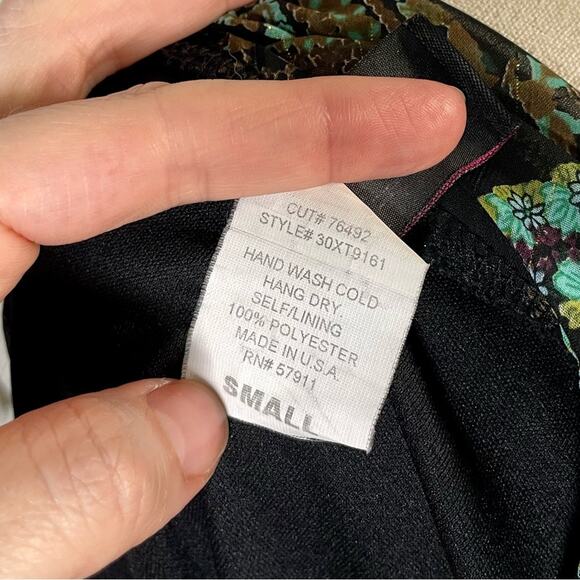 CUT# 76492
STYLE# 30XT9161
HAND WASH COLD
HANG DRY.
SELF/LINING
100% POLYESTER
MADE IN U.S.A.
RN# 57911
SMALL